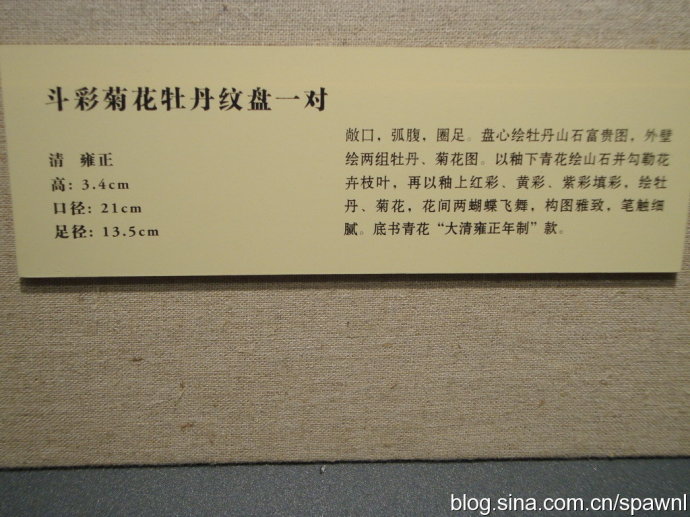 斗彩菊花牡丹纹盘一对
清 雍正
高: 3.4cm
口径: 21cm
足径: 13.5cm
敞口，弧腹，圈足。盘心绘牡丹山石富贵图，外壁
绘两组牡丹、菊花图。以釉下青花绘山石并勾勒花
卉枝叶，再以釉上红彩、黄彩、紫彩填彩，绘牡
丹、菊花，花间两蝴蝶飞舞，构图雅致，笔触细
腻。底书青花“大清雍正年制”款。
blog.sina.com.cn/spawnl